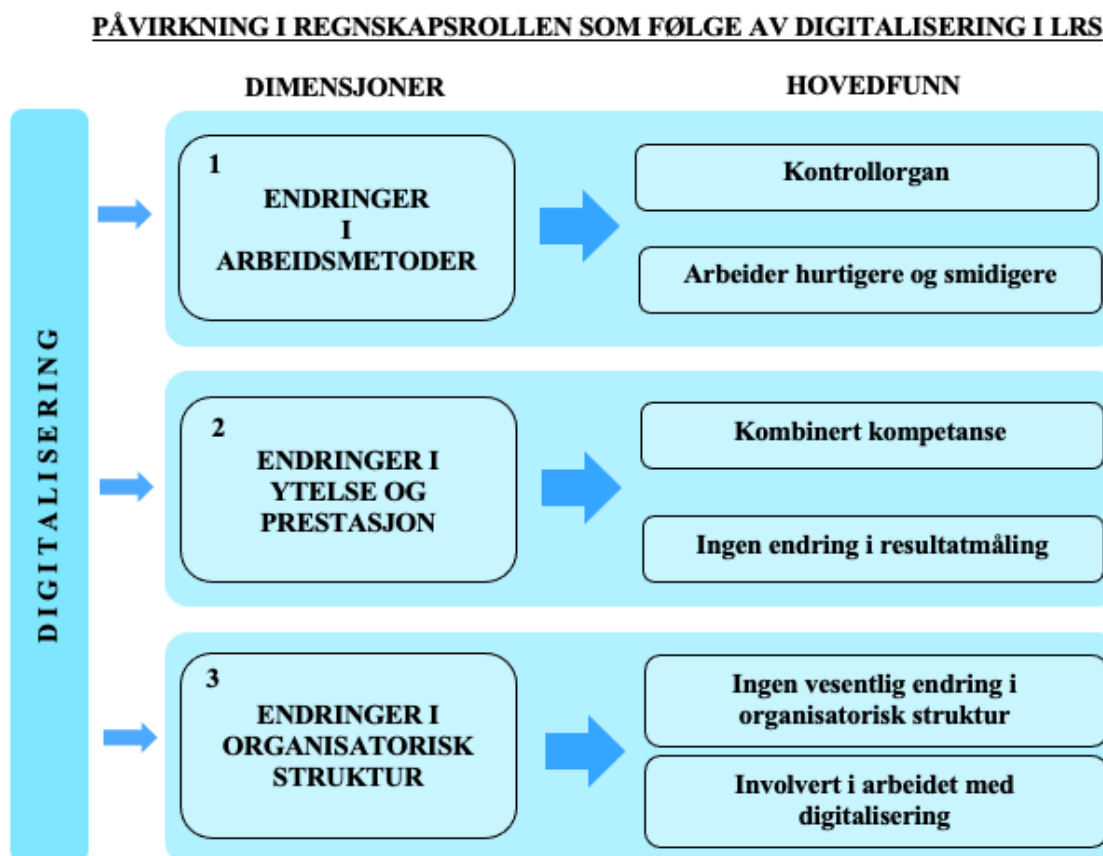 PÅVIRKNING I REGNSKAPSROLLEN SOM FØLGE AV DIGITALISERING I LRS
DIMENSJONER
HOVEDFUNN
DIGITALISERING
1
ENDRINGER
I
ARBEIDSMETODER
Kontrollorgan
Arbeider hurtigere og smidigere
2
ENDRINGER I
YTELSE OG
PRESTASJON
Kombinert kompetanse
Ingen endring i resultatmåling
3
ENDRINGER I
ORGANISATORISK
STRUKTUR
Ingen vesentlig endring i
organisatorisk struktur
Involvert i arbeidet med
digitalisering